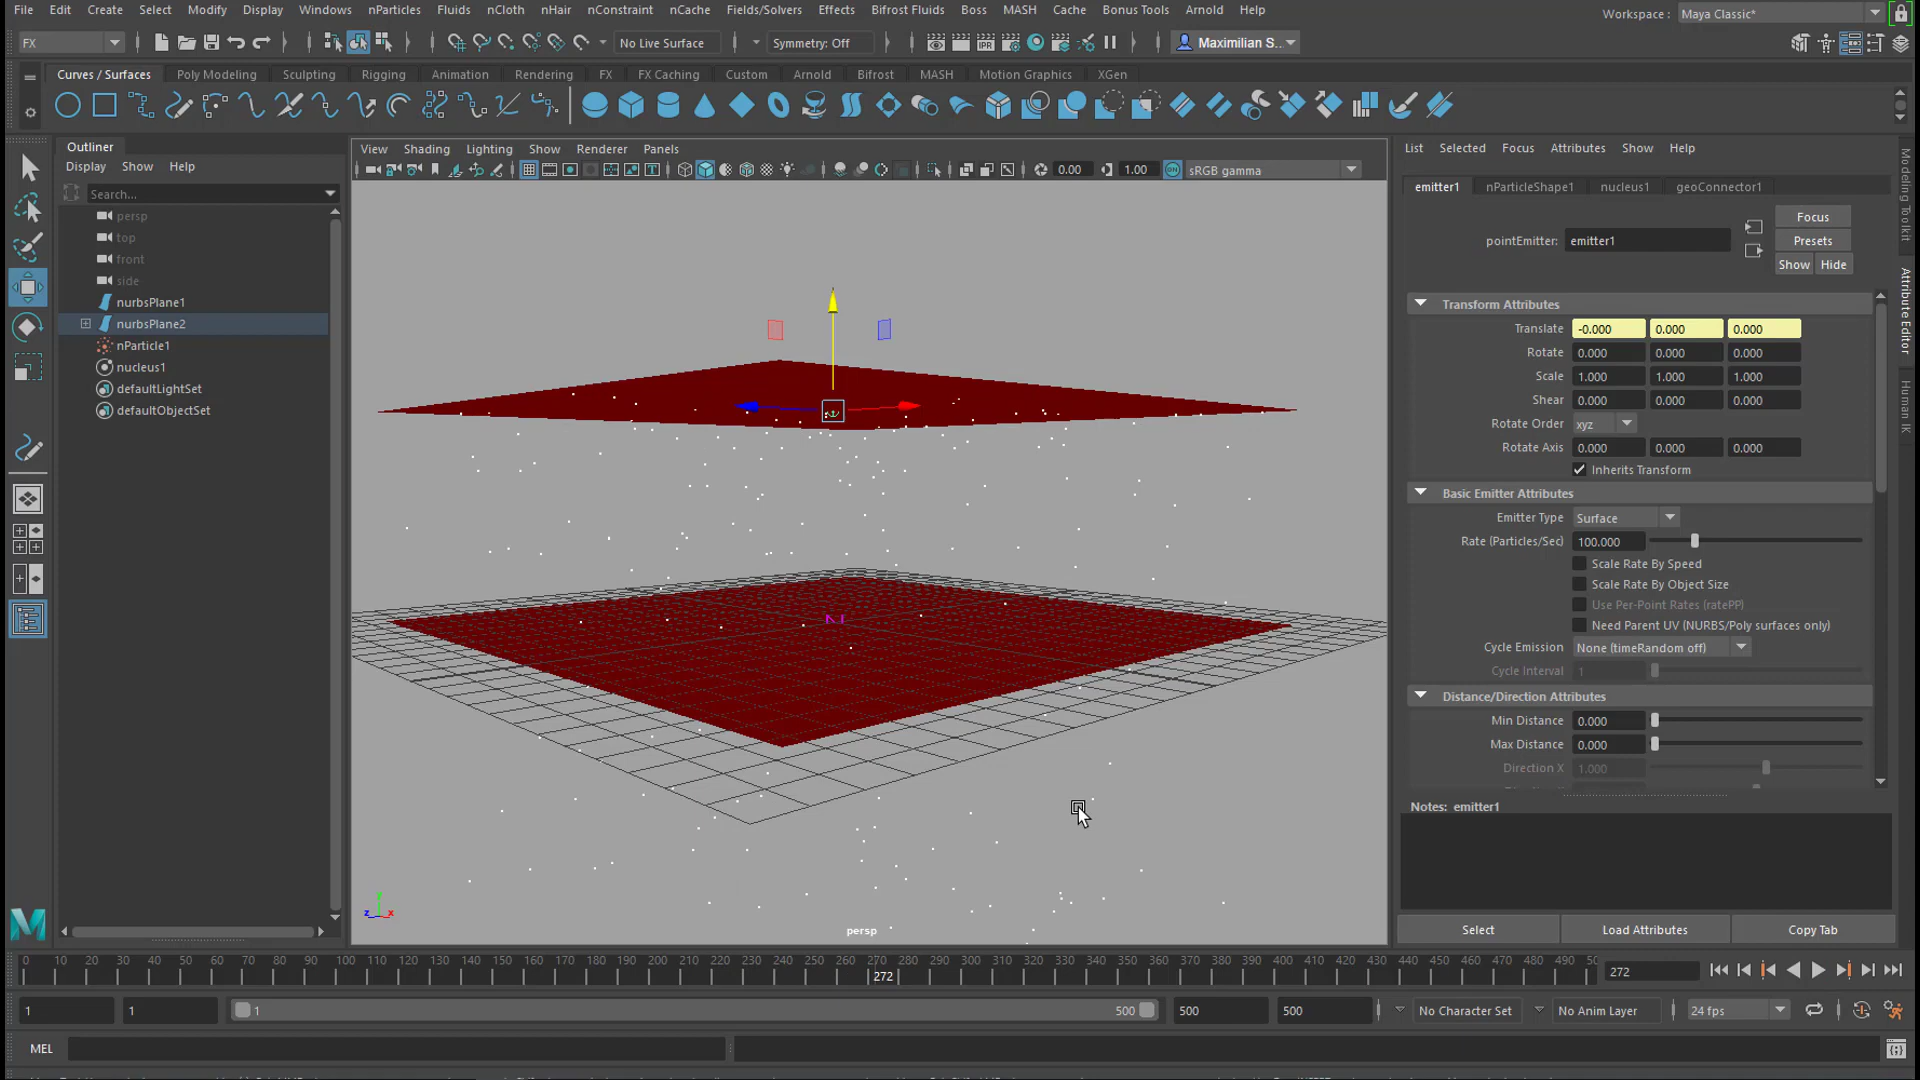 File Edit Create Select Modify Display Windows nParticles Fluids nCloth nHair nConstraint nCache Fields/Solvers Effects Bifrost Fluids Boss MASH Cache Bonus Tools Arnold Help Workspace : Maya Classic*
FX No Live Surface Symmetry: Off IPR Maximilian S...
Curves / Surfaces Poly Modeling Sculpting Rigging Animation Rendering FX FX Caching Custom Arnold Bifrost MASH Motion Graphics XGen
Outliner
Display Show Help
Search...
persp
top
front
side
nurbsPlane1
nurbsPlane2
nParticle1
nucleus1
defaultLightSet
defaultObjectSet
View Shading Lighting Show Renderer Panels
0.00 1.00 sRGB gamma
N
z x
persp
List Selected Focus Attributes Show Help
emitter1 nParticleShape1 nucleus1 geoConnector1
Focus
pointEmitter: emitter1 Presets
Show Hide
Transform Attributes
Translate -0.000 0.000 0.000
Rotate 0.000 0.000 0.000
Scale 1.000 1.000 1.000
Shear 0.000 0.000 0.000
Rotate Order xyz
Rotate Axis 0.000 0.000 0.000
Inherits Transform
Basic Emitter Attributes
Emitter Type Surface
Rate (Particles/Sec) 100.000
Scale Rate By Speed
Scale Rate By Object Size
Use Per-Point Rates (ratePP)
Need Parent UV (NURBS/Poly surfaces only)
Cycle Emission None (timeRandom off)
Cycle Interval 1
Distance/Direction Attributes
Min Distance 0.000
Max Distance 0.000
Direction X 1.000
Notes: emitter1
Select Load Attributes Copy Tab
Modeling Toolkit
Attribute Editor
Human IK
0 10 20 30 40 50 60 70 80 90 100 110 120 130 140 150 160 170 180 190 200 210 220 230 240 250 260 270 280 290 300 310 320 330 340 350 360 370 380 390 400 410 420 430 440 450 460 470 480 490 50
272 272
1 1 1 500 500 500 No Character Set No Anim Layer 24 fps
MEL